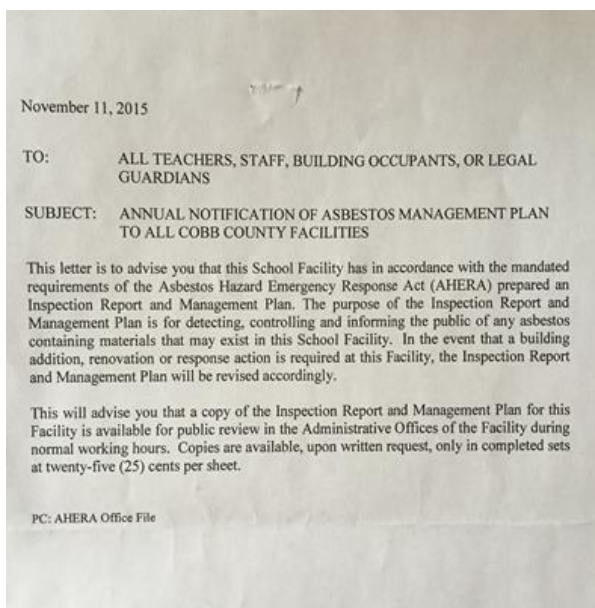 November 11, 2015
TO: ALL TEACHERS, STAFF, BUILDING OCCUPANTS, OR LEGAL
GUARDIANS
SUBJECT: ANNUAL NOTIFICATION OF ASBESTOS MANAGEMENT PLAN
TO ALL COBB COUNTY FACILITIES
This letter is to advise you that this School Facility has in accordance with the mandated
requirements of the Asbestos Hazard Emergency Response Act (AHERA) prepared an
Inspection Report and Management Plan. The purpose of the Inspection Report and
Management Plan is for detecting, controlling and informing the public of any asbestos
containing materials that may exist in this School Facility. In the event that a building
addition, renovation or response action is required at this Facility, the Inspection Report
and Management Plan will be revised accordingly.
This will advise you that a copy of the Inspection Report and Management Plan for this
Facility is available for public review in the Administrative Offices of the Facility during
normal working hours. Copies are available, upon written request, only in completed sets
at twenty-five (25) cents per sheet.
PC: AHERA Office File